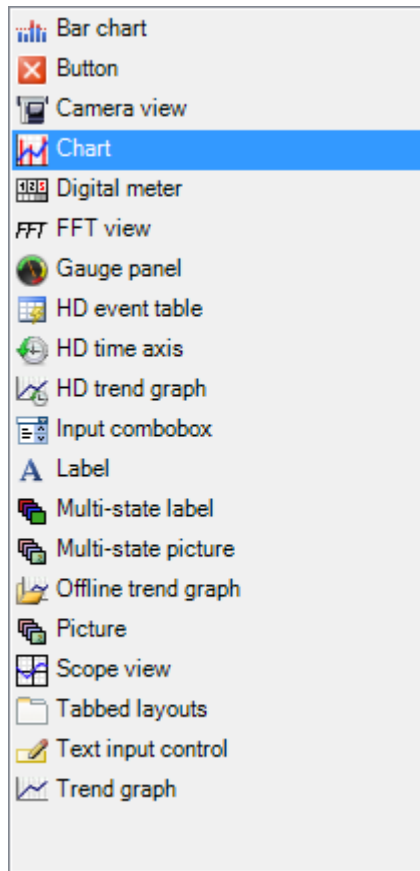 Bar chart
Button
Camera view
Chart
Digital meter
FFT FFT view
Gauge panel
HD event table
HD time axis
HD trend graph
Input combobox
A Label
Multi-state label
Multi-state picture
Offline trend graph
Picture
Scope view
Tabbed layouts
Text input control
Trend graph